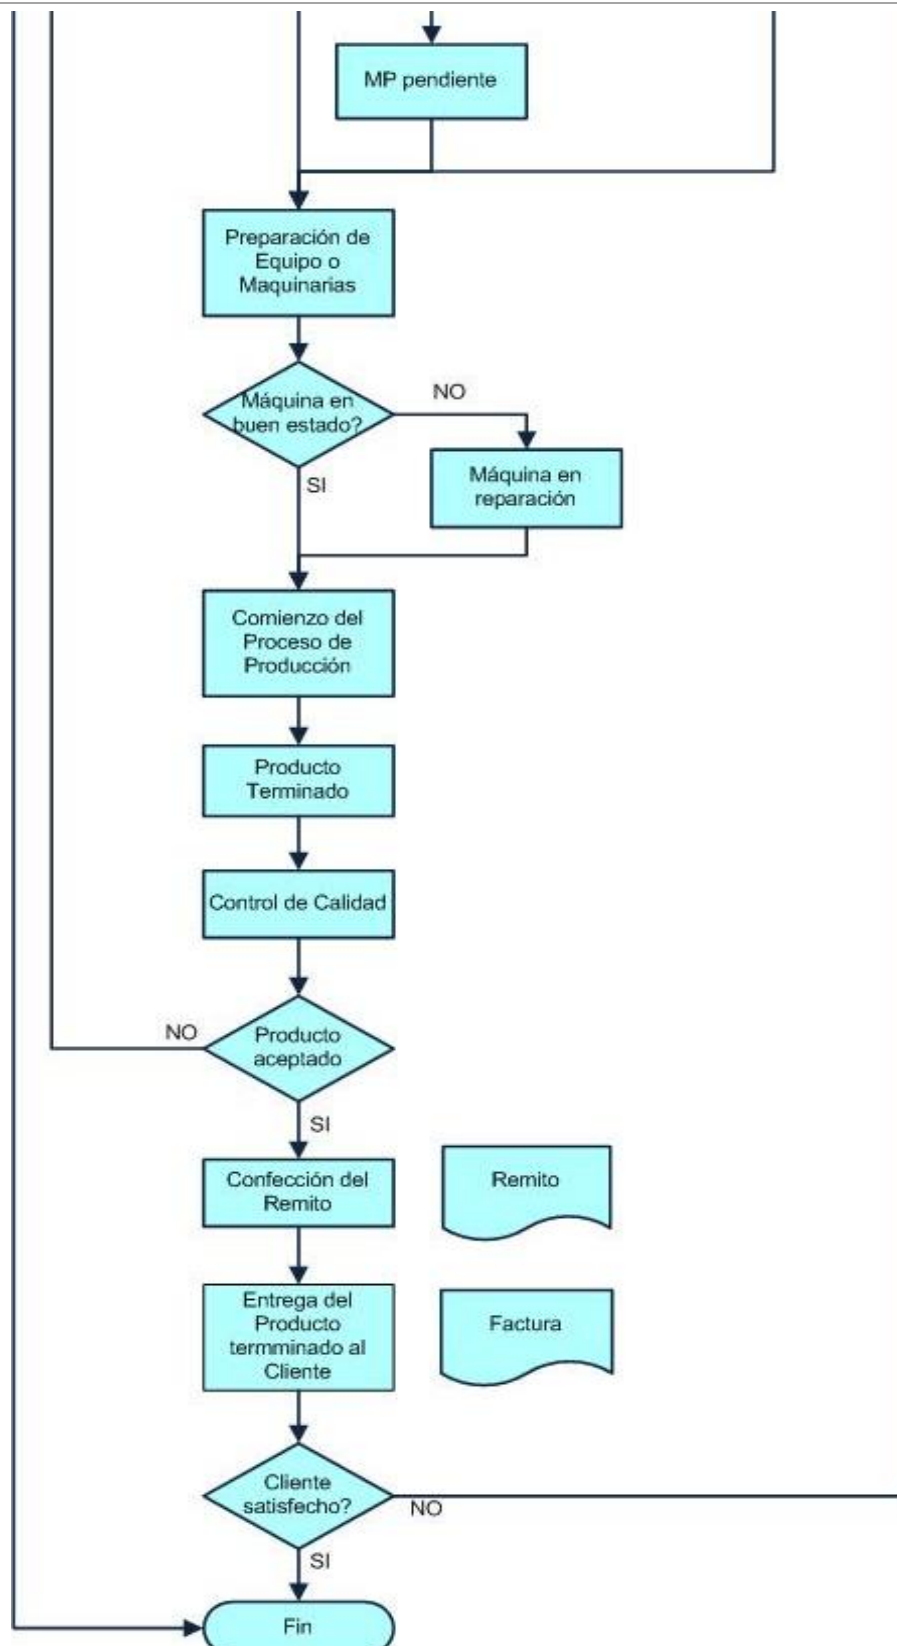 MP pendiente
Preparación de
Equipo o
Maquinarias
Máquina en
buen estado?
NO
SI
Máquina en
reparación
Comienzo del
Proceso de
Producción
Producto
Terminado
Control de Calidad
NO
Producto
aceptado
SI
Confección del
Remito
Remito
Entrega del
Producto
termminado al
Cliente
Factura
Cliente
satisfecho?
NO
SI
Fin